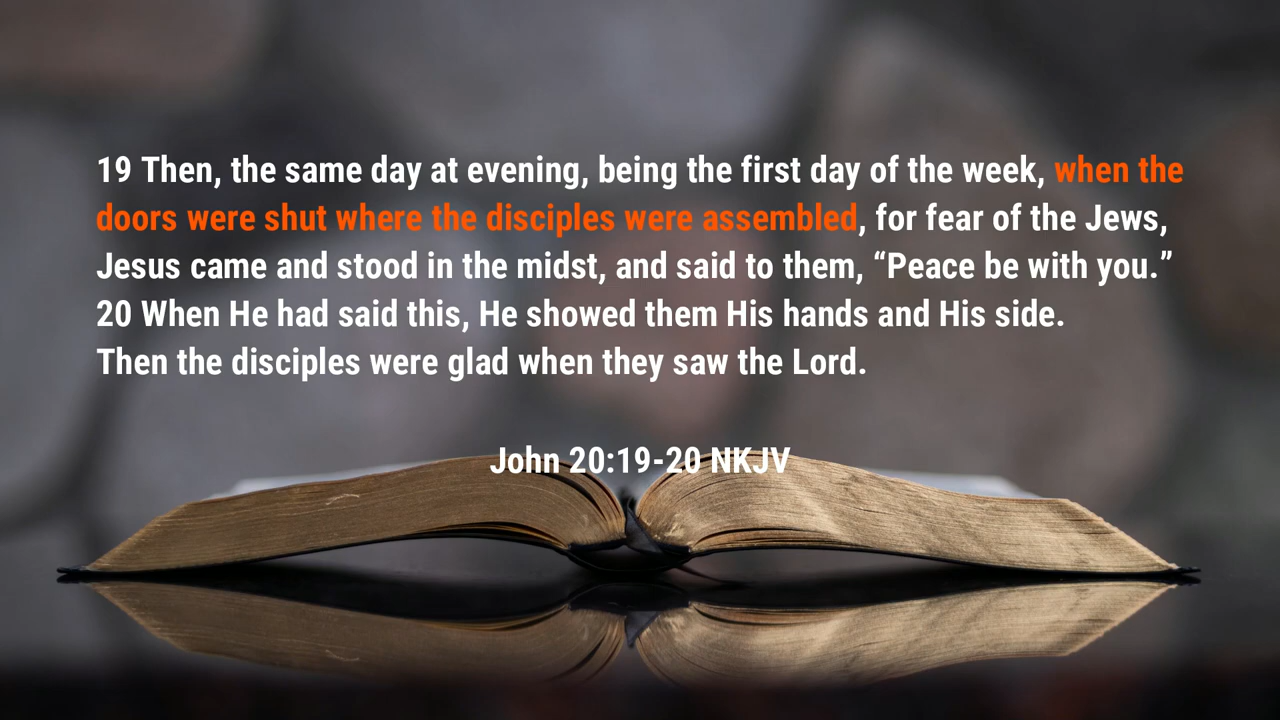 19 Then, the same day at evening, being the first day of the week, when the
doors were shut where the disciples were assembled, for fear of the Jews,
Jesus came and stood in the midst, and said to them, “Peace be with you.”
20 When He had said this, He showed them His hands and His side.
Then the disciples were glad when they saw the Lord.
John 20:19-20 NKJV